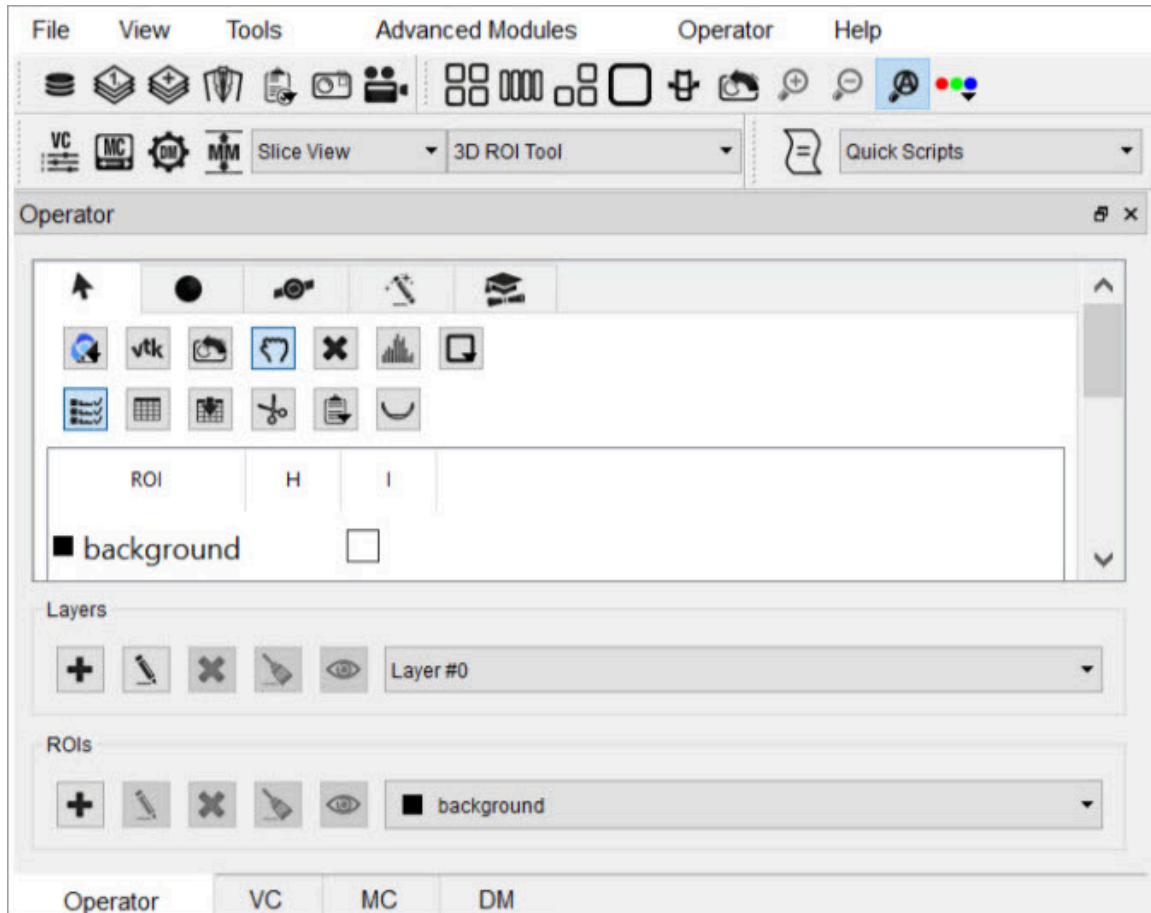 File View Tools Advanced Modules Operator Help
1 +
VC MC DM MM Slice View 3D ROI Tool Quick Scripts
Operator
vtk
ROI H I
background
Layers
Layer #0
ROIs
background
Operator VC MC DM